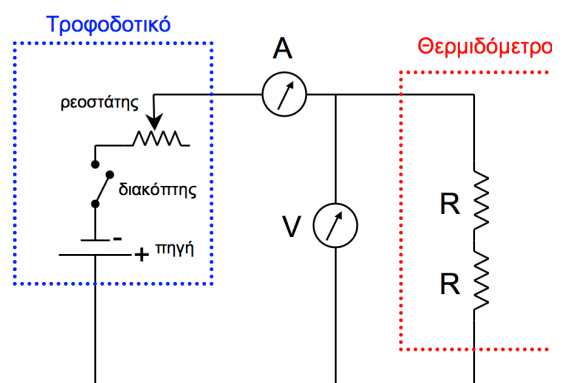 Τροφοδοτικό
A
Θερμιδόμετρο
ρεοστάτης
διακόπτης
V
R
- 
+ πηγή
R